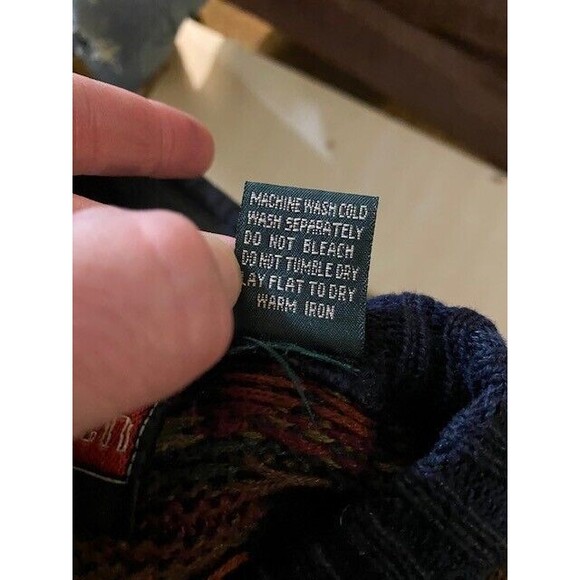 MACHINE WASH COLD
WASH SEPARATELY
DO NOT BLEACH
DO NOT TUMBLE DRY
LAY FLAT TO DRY
WARM IRON